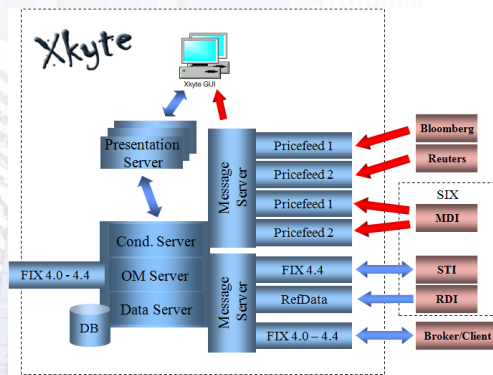 Xkyte
Xkyte GUI
Presentation
Server
Message
Server
Pricefeed 1
Pricefeed 2
Pricefeed 1
Pricefeed 2
Bloomberg
Reuters
SIX
MDI
Cond. Server
OM Server
Data Server
FIX 4.0 - 4.4
DB
Message
Server
FIX 4.4
RefData
FIX 4.0 – 4.4
STI
RDI
Broker/Client